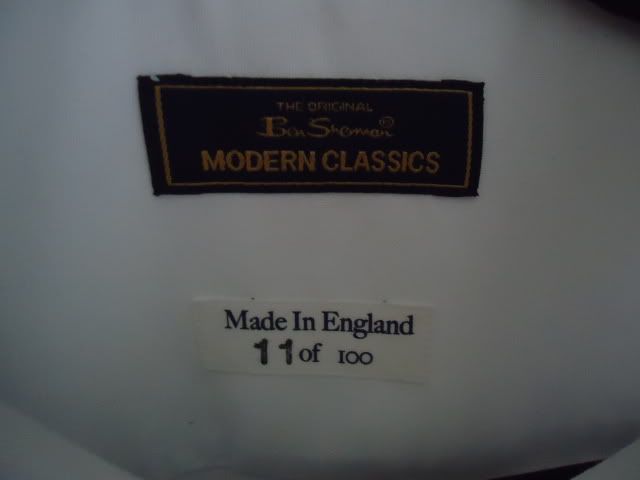 THE ORIGINAL
Ben Sherman®
MODERN CLASSICS
Made In England
11 of 100